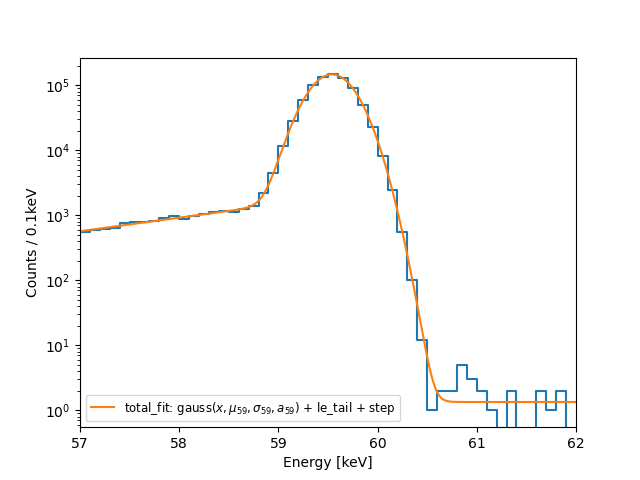 10⁵
10⁴
10³
10²
10¹
10⁰
Counts / 0.1keV
total_fit: gauss(x, μ₅₉, σ₅₉, a₅₉) + le_tail + step
57 58 59 60 61 62
Energy [keV]